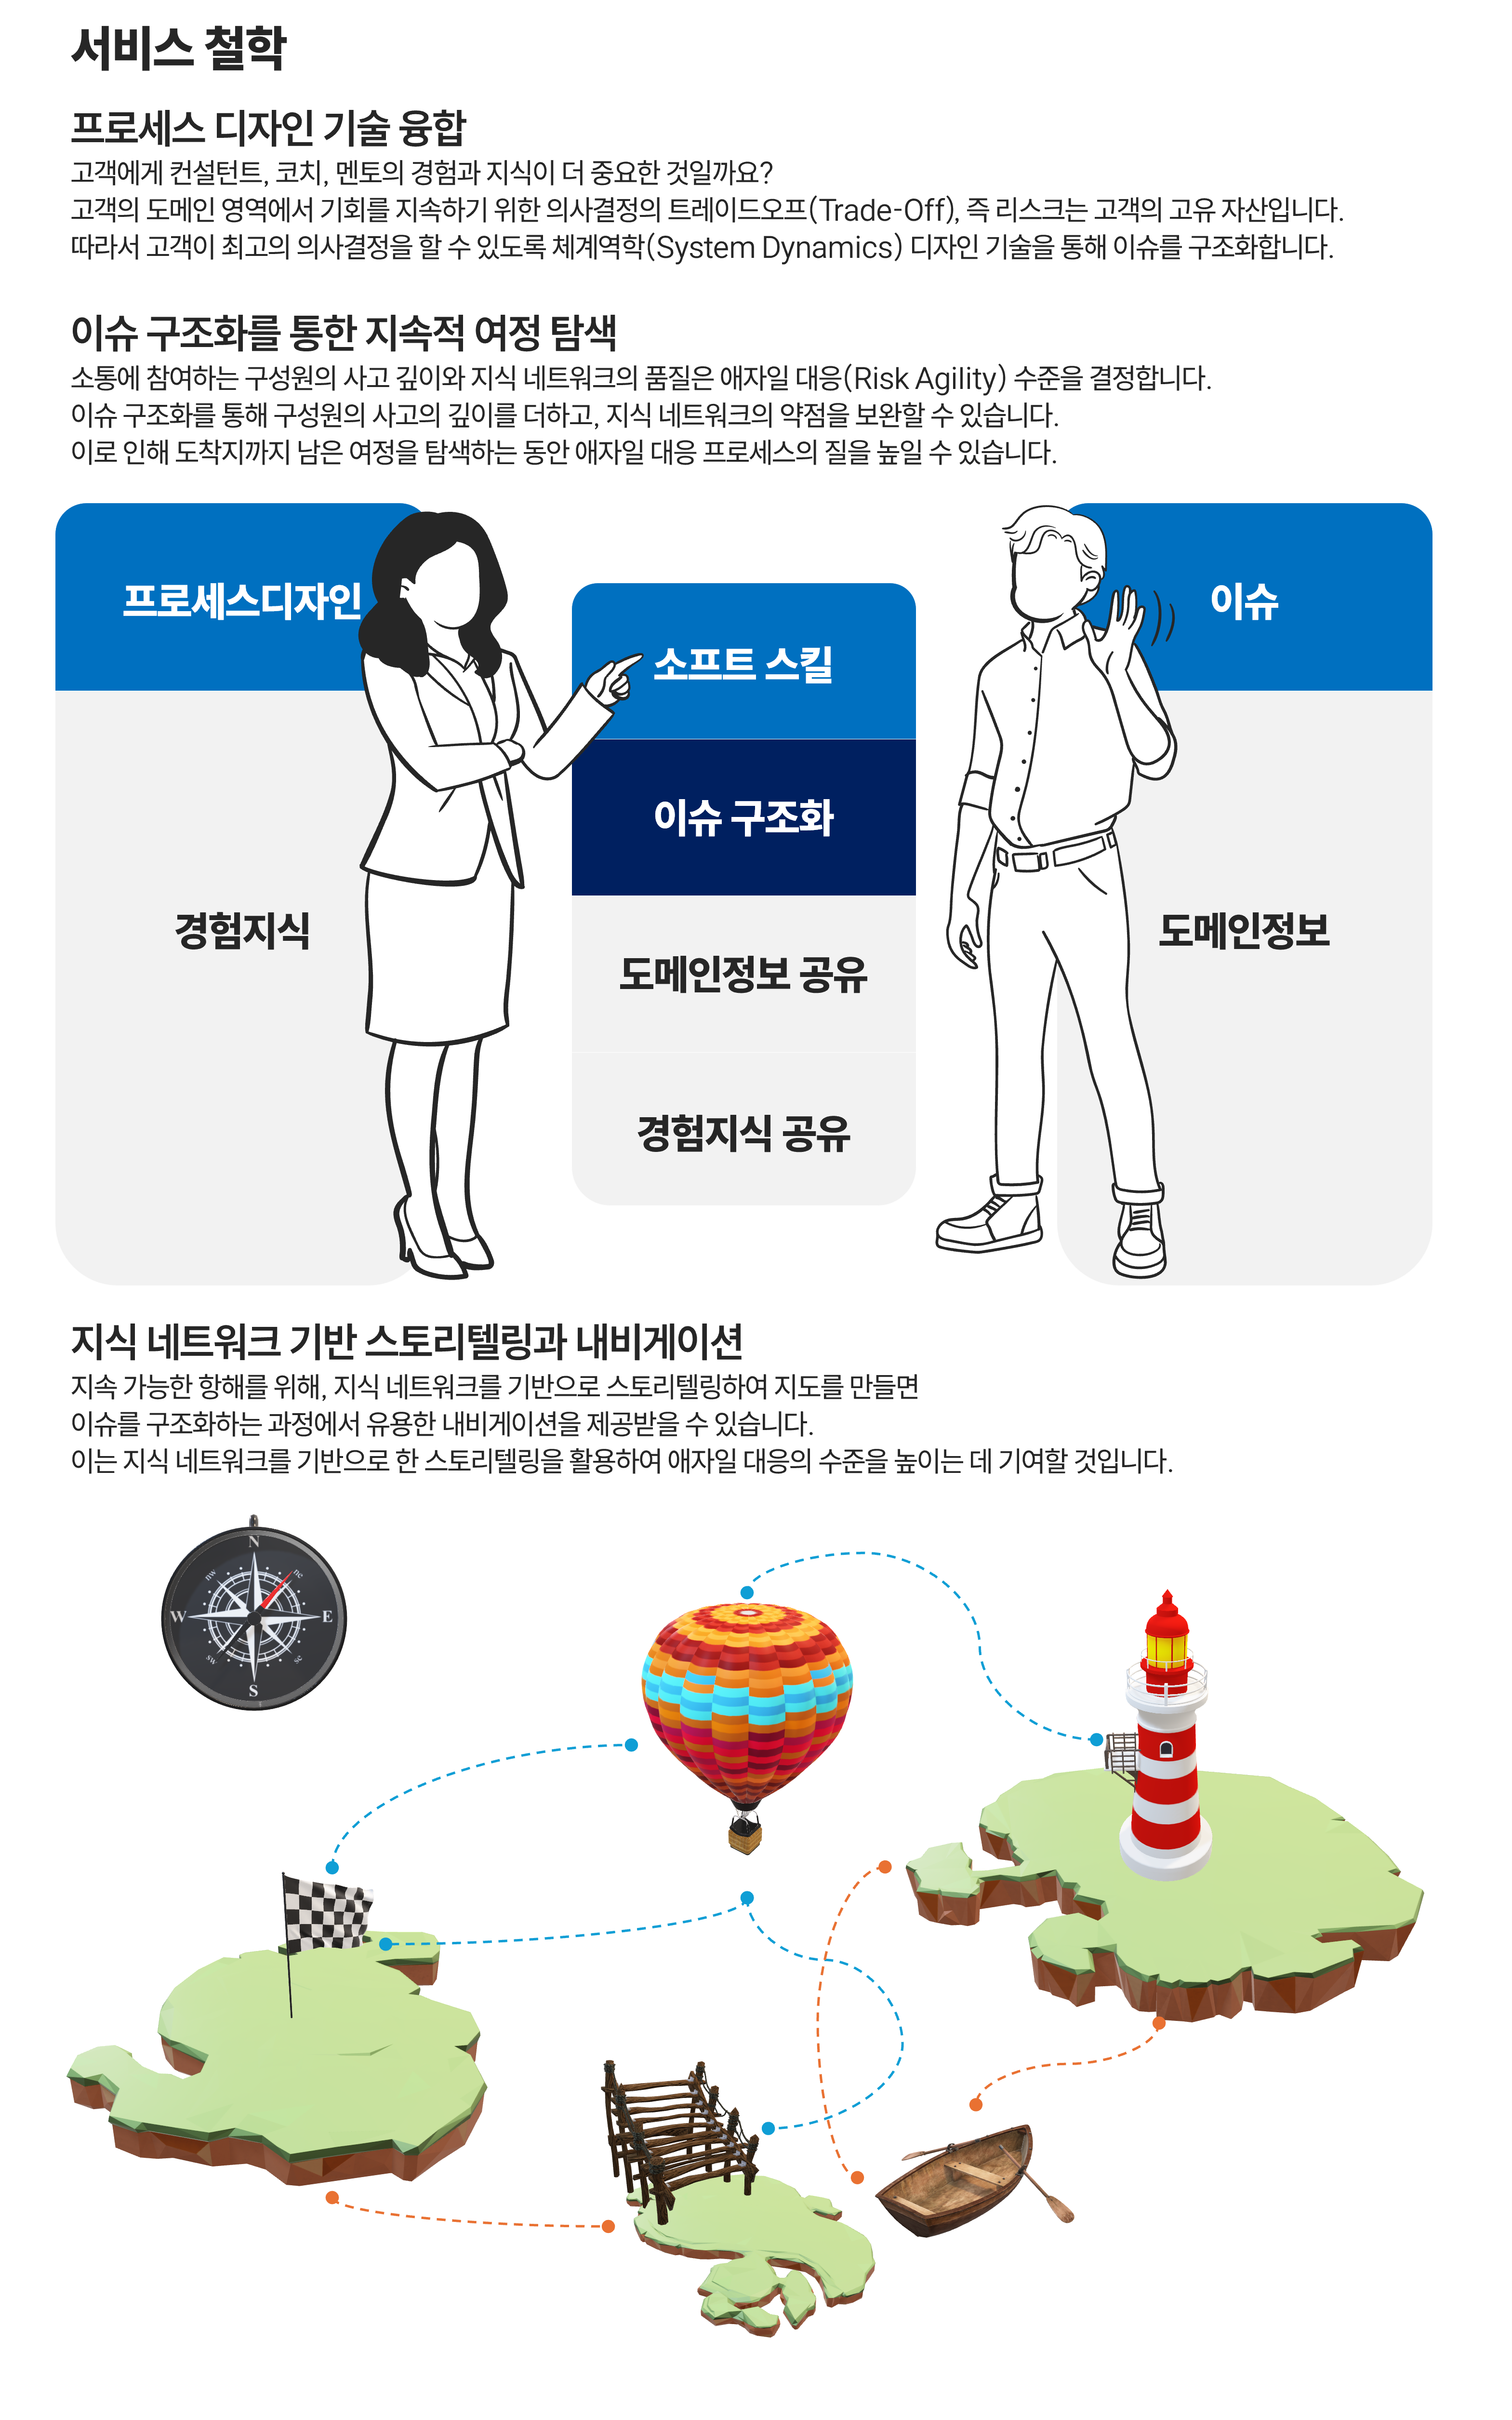 서비스 철학
프로세스 디자인 기술 융합
고객에게 컨설턴트, 코치, 멘토의 경험과 지식이 더 중요한 것일까요?
고객의 도메인 영역에서 기회를 지속하기 위한 의사결정의 트레이드오프(Trade-Off), 즉 리스크는 고객의 고유 자산입니다.
따라서 고객이 최고의 의사결정을 할 수 있도록 체계역학(System Dynamics) 디자인 기술을 통해 이슈를 구조화합니다.
이슈 구조화를 통한 지속적 여정 탐색
소통에 참여하는 구성원의 사고 깊이와 지식 네트워크의 품질은 애자일 대응(Risk Agility) 수준을 결정합니다.
이슈 구조화를 통해 구성원의 사고의 깊이를 더하고, 지식 네트워크의 약점을 보완할 수 있습니다.
이로 인해 도착지까지 남은 여정을 탐색하는 동안 애자일 대응 프로세스의 질을 높일 수 있습니다.
프로세스디자인
이슈
소프트 스킬
이슈 구조화
경험지식
도메인정보
도메인정보 공유
경험지식 공유
지식 네트워크 기반 스토리텔링과 내비게이션
지속 가능한 항해를 위해, 지식 네트워크를 기반으로 스토리텔링하여 지도를 만들면
이슈를 구조화하는 과정에서 유용한 내비게이션을 제공받을 수 있습니다.
이는 지식 네트워크를 기반으로 한 스토리텔링을 활용하여 애자일 대응의 수준을 높이는 데 기여할 것입니다.
N
nw
ne
W
E
sw
se
S